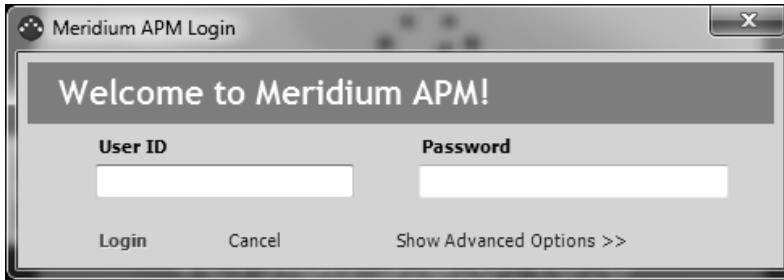 Meridium APM Login
Welcome to Meridium APM!
User ID Password
Login Cancel Show Advanced Options >>